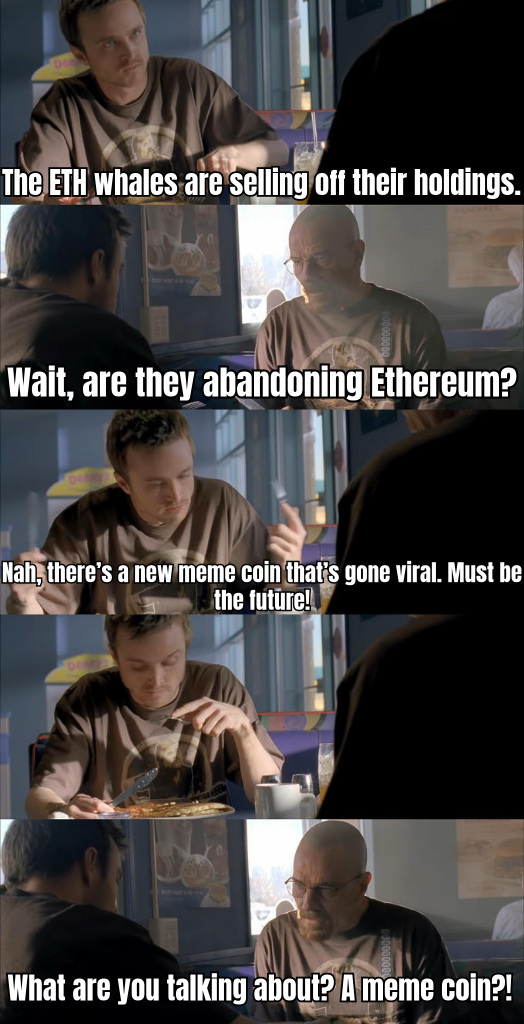 The ETH whales are selling off their holdings.
Wait, are they abandoning Ethereum?
Nah, there's a new meme coin that's gone viral. Must be
the future!
What are you talking about? A meme coin?!